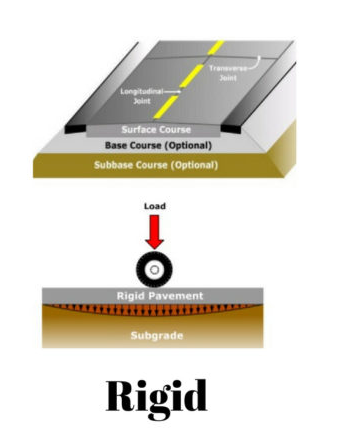 Transverse
Joint
Longitudinal
Joint
Surface Course
Base Course (Optional)
Subbase Course (Optional)
Load
Rigid Pavement
Subgrade
Rigid